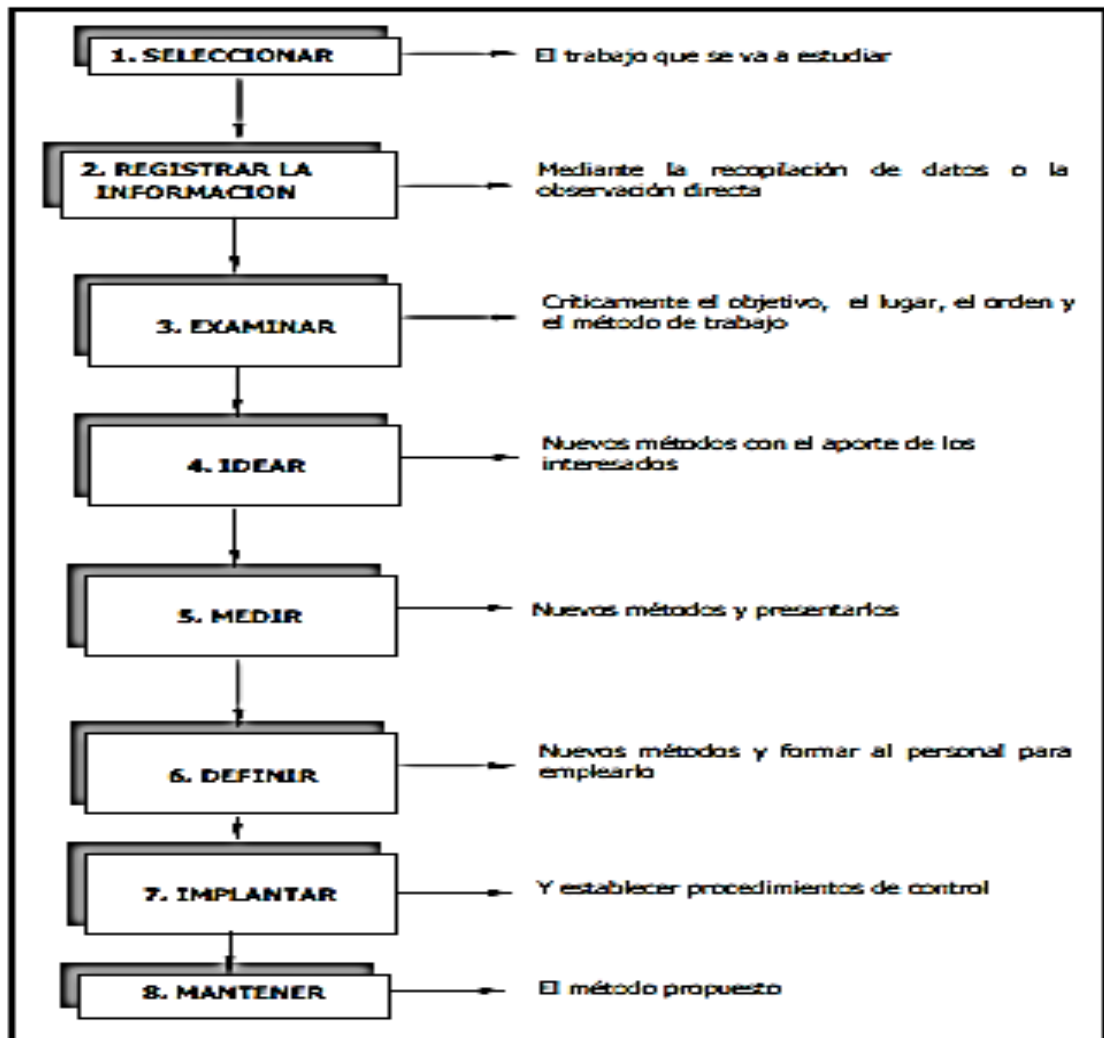 1. SELECCIONAR
El trabajo que se va a estudiar
2. REGISTRAR LA
INFORMACION
Mediante la recopilación de datos o la
observación directa
3. EXAMINAR
Críticamente el objetivo, el lugar, el orden y
el método de trabajo
4. IDEAR
Nuevos métodos con el aporte de los
interesados
5. MEDIR
Nuevos métodos y presentarlos
6. DEFINIR
Nuevos métodos y formar al personal para
emplearlo
7. IMPLANTAR
Y establecer procedimientos de control
8. MANTENER
El método propuesto